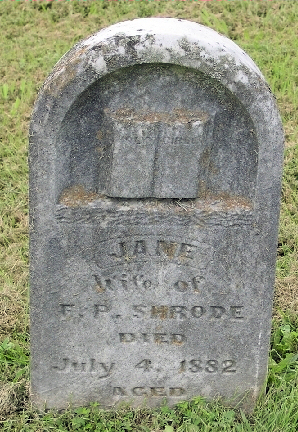 JANE
Wife of
F. P. SHRODE
DIED
July 4, 1882
AGED